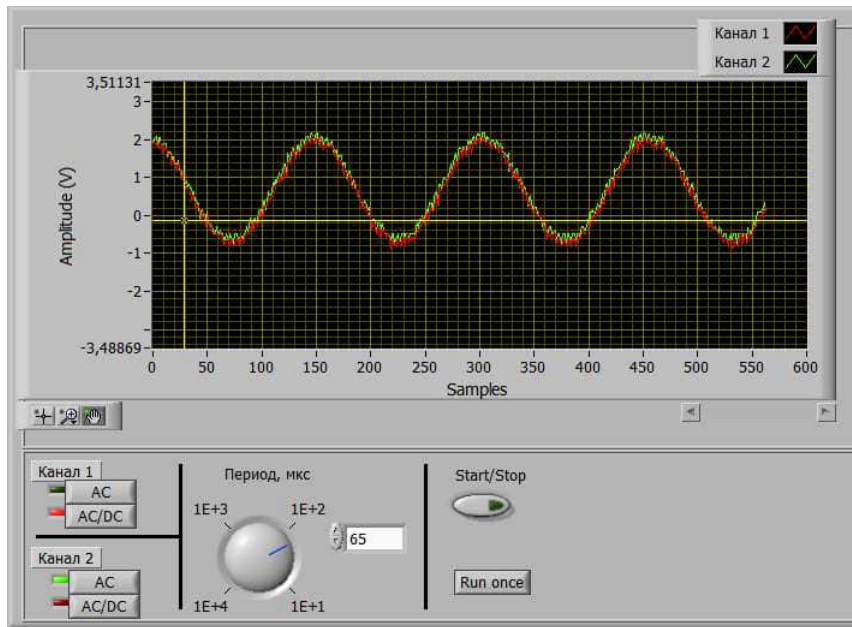 Канал 1
Канал 2
3,51131
3
2
1
0
-1
-2
-3,48869
Amplitude (V)
0 50 100 150 200 250 300 350 400 450 500 550 600
Samples
Канал 1
AC
AC/DC
Канал 2
AC
AC/DC
Период, мкс
1E+3 1E+2
1E+4 1E+1
65
Start/Stop
Run once